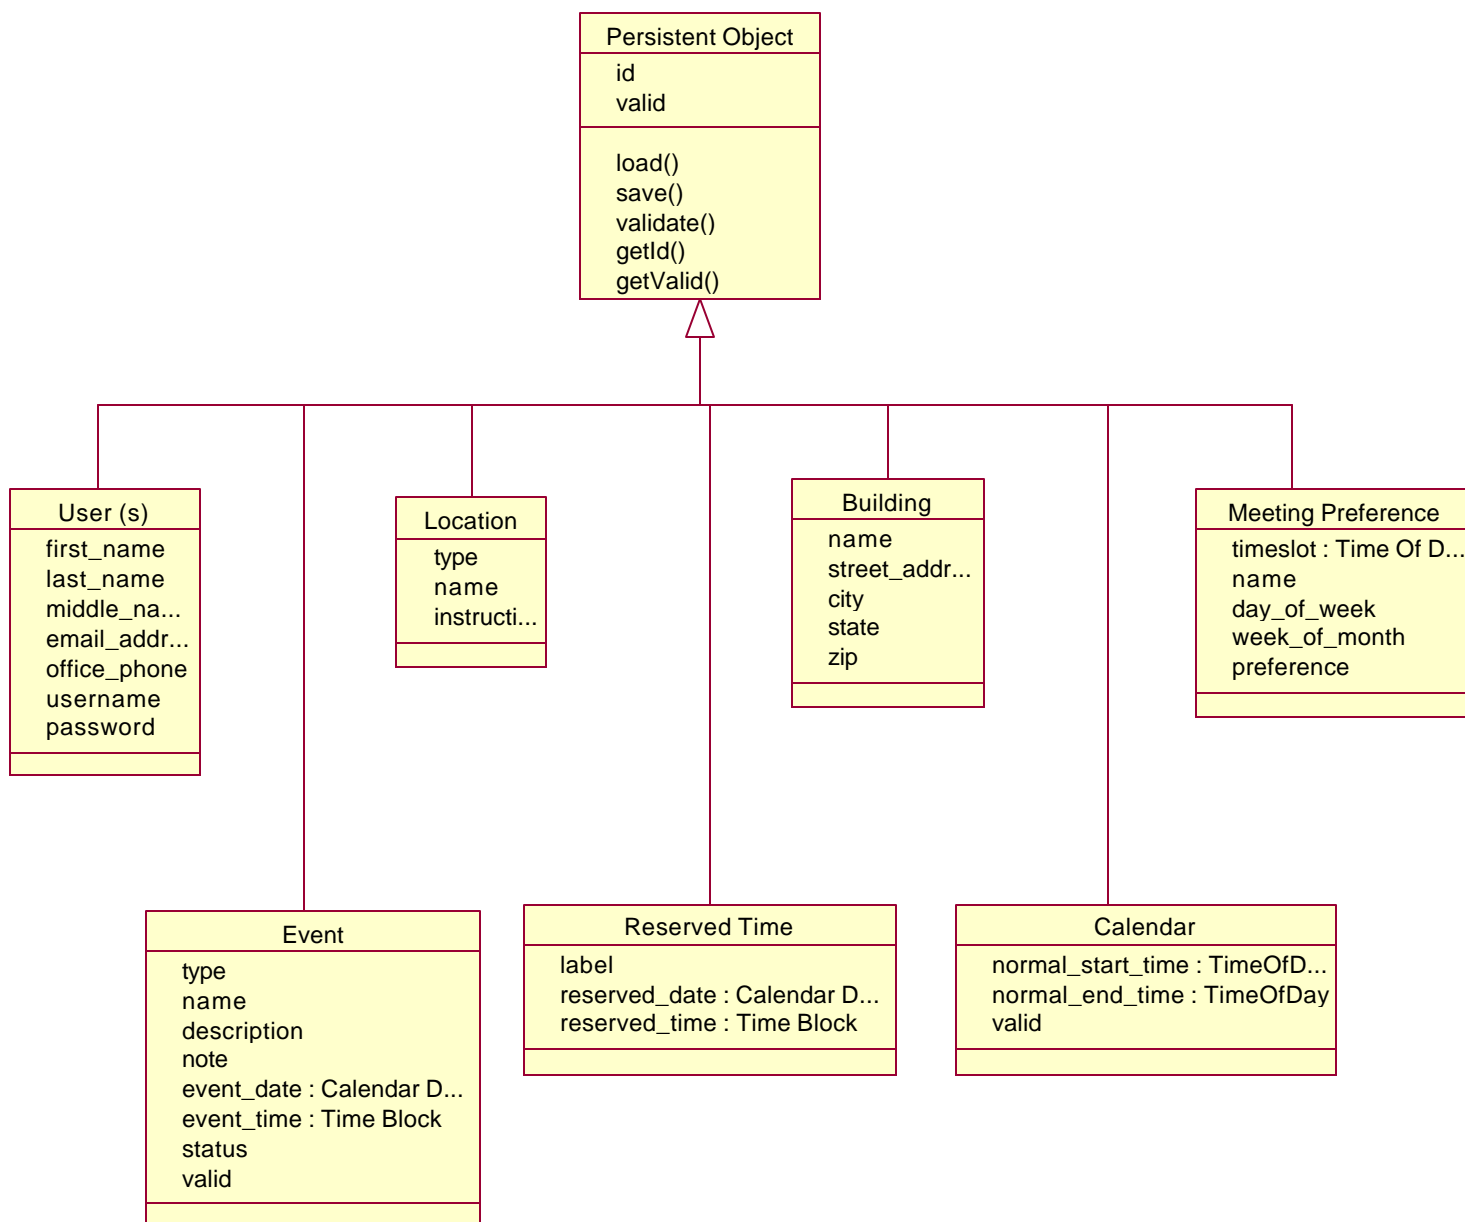 Persistent Object
id
valid
load()
save()
validate()
getId()
getValid()
User (s)
first_name
last_name
middle_na...
email_addr...
office_phone
username
password
Location
type
name
instructi...
Building
name
street_addr...
city
state
zip
Meeting Preference
timeslot : Time Of D...
name
day_of_week
week_of_month
preference
Event
type
name
description
note
event_date : Calendar D...
event_time : Time Block
status
valid
Reserved Time
label
reserved_date : Calendar D...
reserved_time : Time Block
Calendar
normal_start_time : TimeOfD...
normal_end_time : TimeOfDay
valid